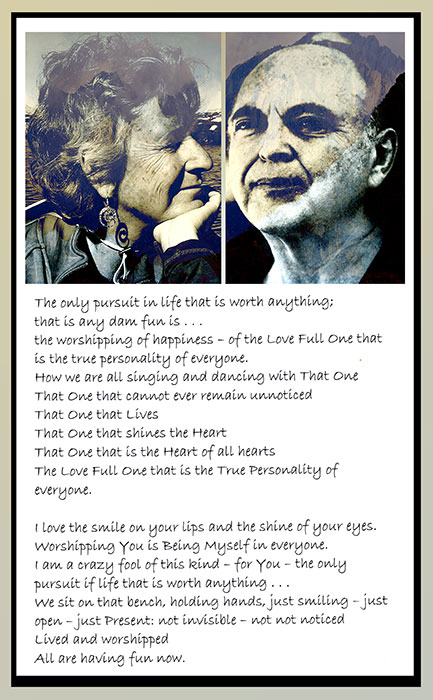 The only pursuit in life that is worth anything;
that is any dam fun is . . .
the worshipping of happiness – of the Love Full One that
is the true personality of everyone.
How we are all singing and dancing with That One
That One that cannot ever remain unnoticed
That One that Lives
That One that shines the Heart
That One that is the Heart of all hearts
The Love Full One that is the True Personality of
everyone.

I love the smile on your lips and the shine of your eyes.
Worshipping You is Being Myself in everyone.
I am a crazy fool of this kind – for You – the only
pursuit if life that is worth anything . . .
We sit on that bench, holding hands, just smiling – just
open – just Present: not invisible – not not noticed
Lived and worshipped
All are having fun now.